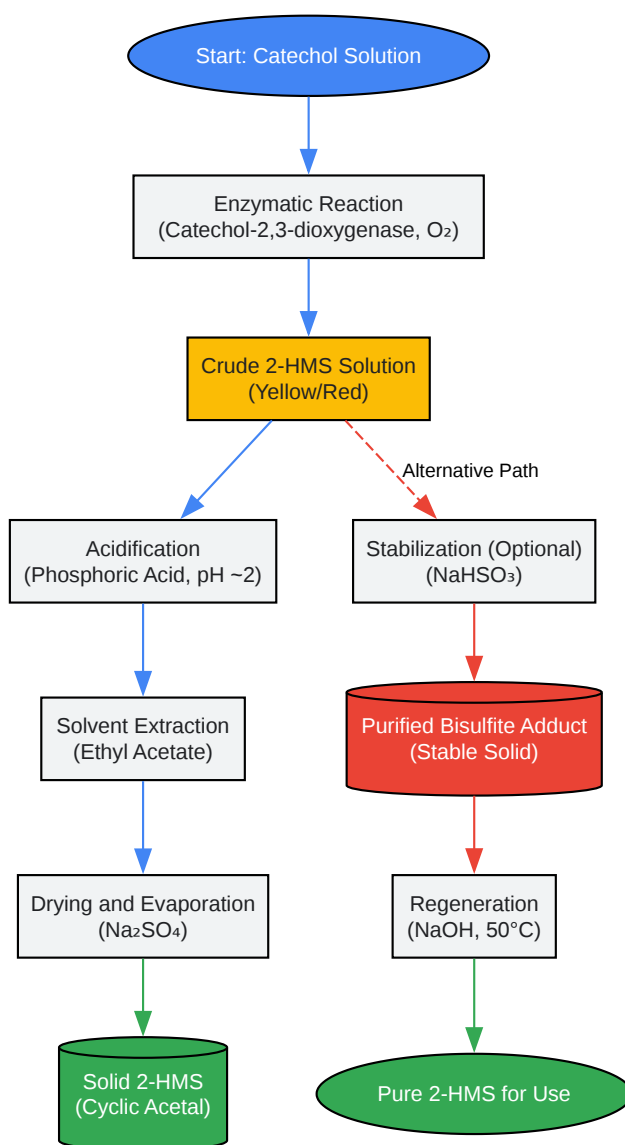 Start: Catechol Solution
Enzymatic Reaction
(Catechol-2,3-dioxygenase, O₂)
Crude 2-HMS Solution
(Yellow/Red)
Alternative Path
Acidification
(Phosphoric Acid, pH ~2)
Stabilization (Optional)
(NaHSO₃)
Solvent Extraction
(Ethyl Acetate)
Purified Bisulfite Adduct
(Stable Solid)
Drying and Evaporation
(Na₂SO₄)
Regeneration
(NaOH, 50°C)
Solid 2-HMS
(Cyclic Acetal)
Pure 2-HMS for Use